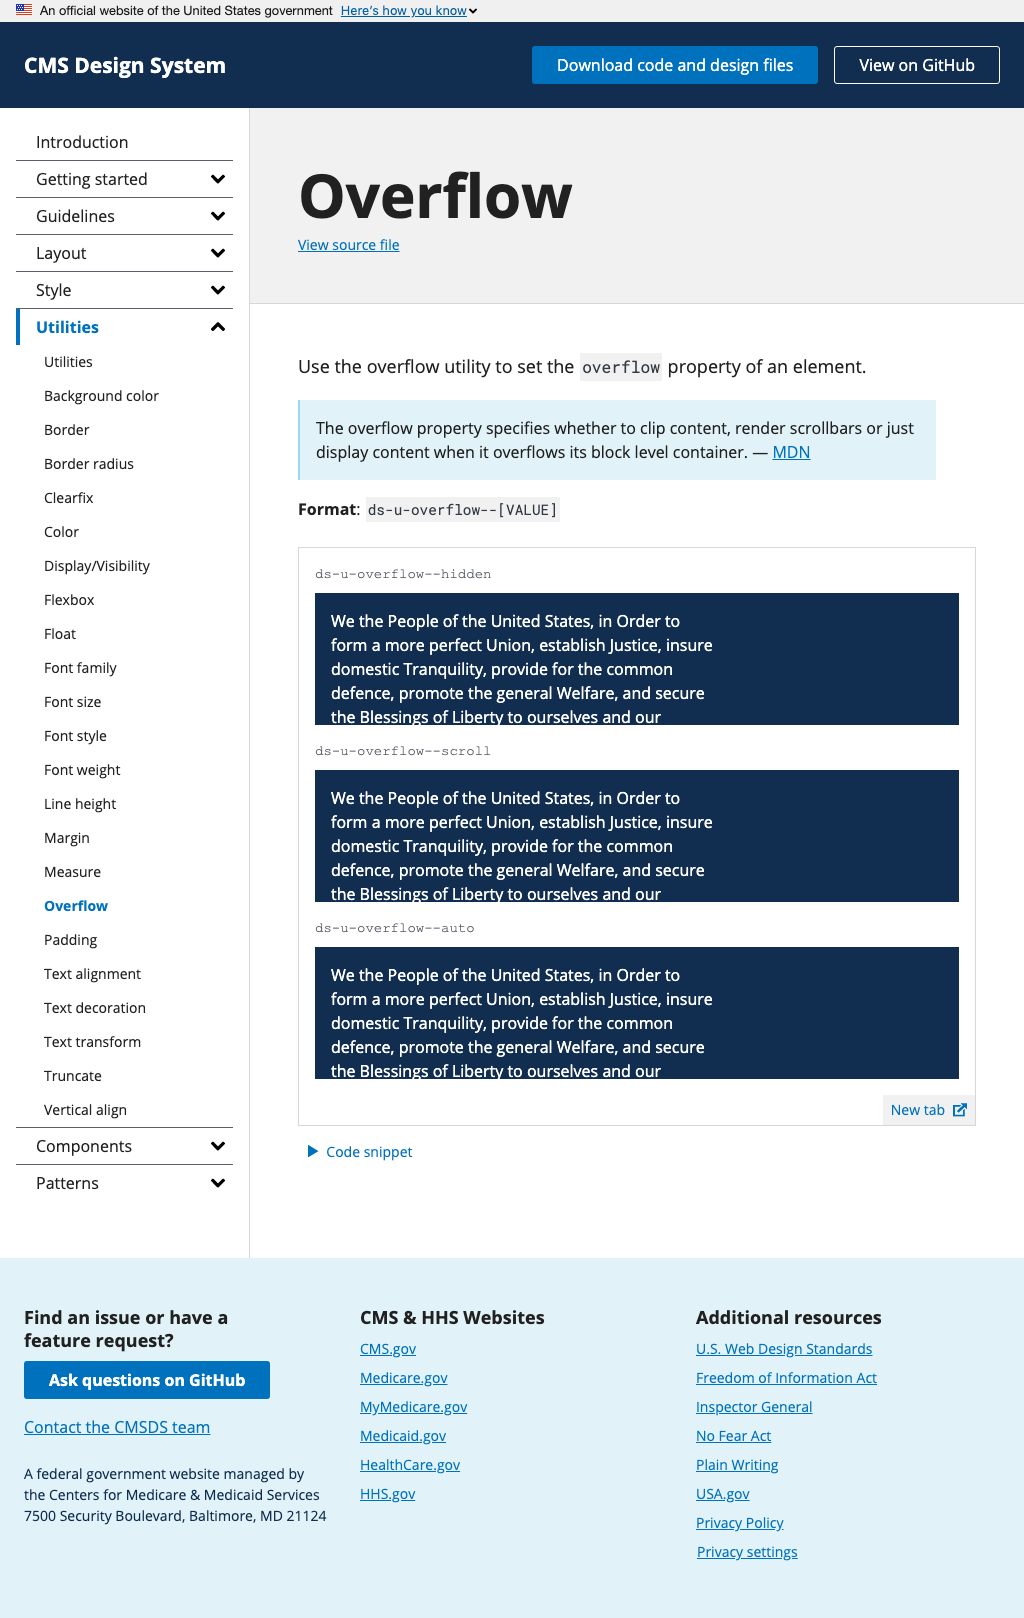 An official website of the United States government Here's how you know
CMS Design System
Download code and design files
View on GitHub
Introduction
Getting started
Guidelines
Layout
Style
Utilities
Utilities
Background color
Border
Border radius
Clearfix
Color
Display/Visibility
Flexbox
Float
Font family
Font size
Font style
Font weight
Line height
Margin
Measure
Overflow
Padding
Text alignment
Text decoration
Text transform
Truncate
Vertical align
Components
Patterns
Overflow
View source file
Use the overflow utility to set the overflow property of an element.
The overflow property specifies whether to clip content, render scrollbars or just
display content when it overflows its block level container. — MDN
Format: ds-u-overflow--[VALUE]
ds-u-overflow--hidden
We the People of the United States, in Order to
form a more perfect Union, establish Justice, insure
domestic Tranquility, provide for the common
defence, promote the general Welfare, and secure
the Blessings of Liberty to ourselves and our
ds-u-overflow--scroll
We the People of the United States, in Order to
form a more perfect Union, establish Justice, insure
domestic Tranquility, provide for the common
defence, promote the general Welfare, and secure
the Blessings of Liberty to ourselves and our
ds-u-overflow--auto
We the People of the United States, in Order to
form a more perfect Union, establish Justice, insure
domestic Tranquility, provide for the common
defence, promote the general Welfare, and secure
the Blessings of Liberty to ourselves and our
New tab
Code snippet
Find an issue or have a
feature request?
Ask questions on GitHub
Contact the CMSDS team
A federal government website managed by
the Centers for Medicare & Medicaid Services
7500 Security Boulevard, Baltimore, MD 21124
CMS & HHS Websites
CMS.gov
Medicare.gov
MyMedicare.gov
Medicaid.gov
HealthCare.gov
HHS.gov
Additional resources
U.S. Web Design Standards
Freedom of Information Act
Inspector General
No Fear Act
Plain Writing
USA.gov
Privacy Policy
Privacy settings